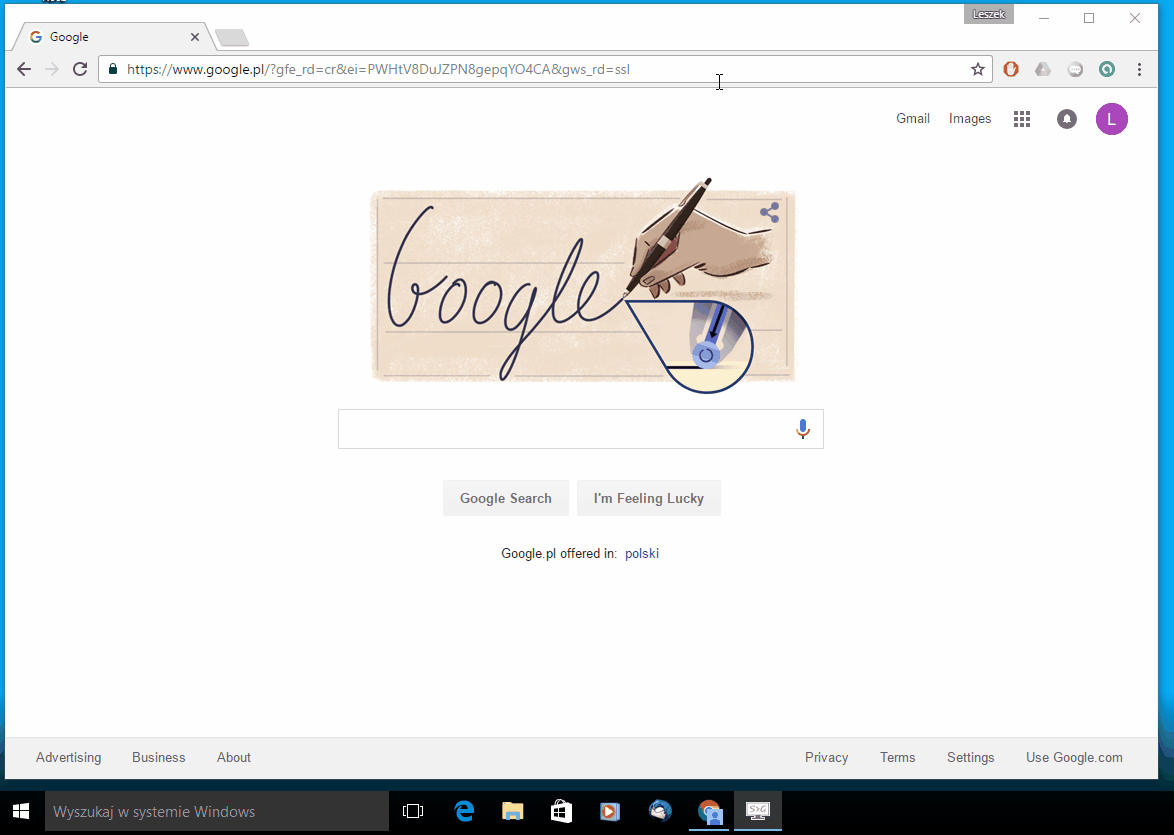 Leszek
Google
https://www.google.pl/?gfe_rd=cr&ei=PWHtV8DuJZPN8gepqYO4CA&gws_rd=ssl
Gmail Images L
Google
Google Search I'm Feeling Lucky
Google.pl offered in: polski
Advertising Business About Privacy Terms Settings Use Google.com
Wyszukaj w systemie Windows